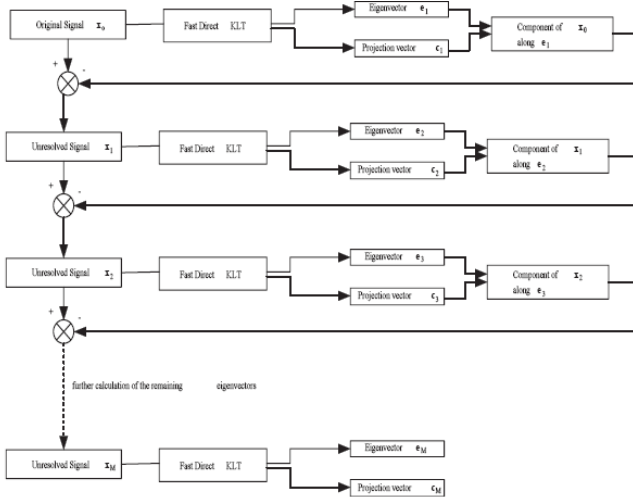 Original Signal x₀
Fast Direct KLT
Eigenvector e₁
Projection vector c₁
Component of x₀
along e₁
+ -
Unresolved Signal x₁
Fast Direct KLT
Eigenvector e₂
Projection vector c₂
Component of x₁
along e₂
+ -
Unresolved Signal x₂
Fast Direct KLT
Eigenvector e₃
Projection vector c₃
Component of x₂
along e₃
+ -
further calculation of the remaining eigenvectors
Unresolved Signal x_M
Fast Direct KLT
Eigenvector e_M
Projection vector c_M